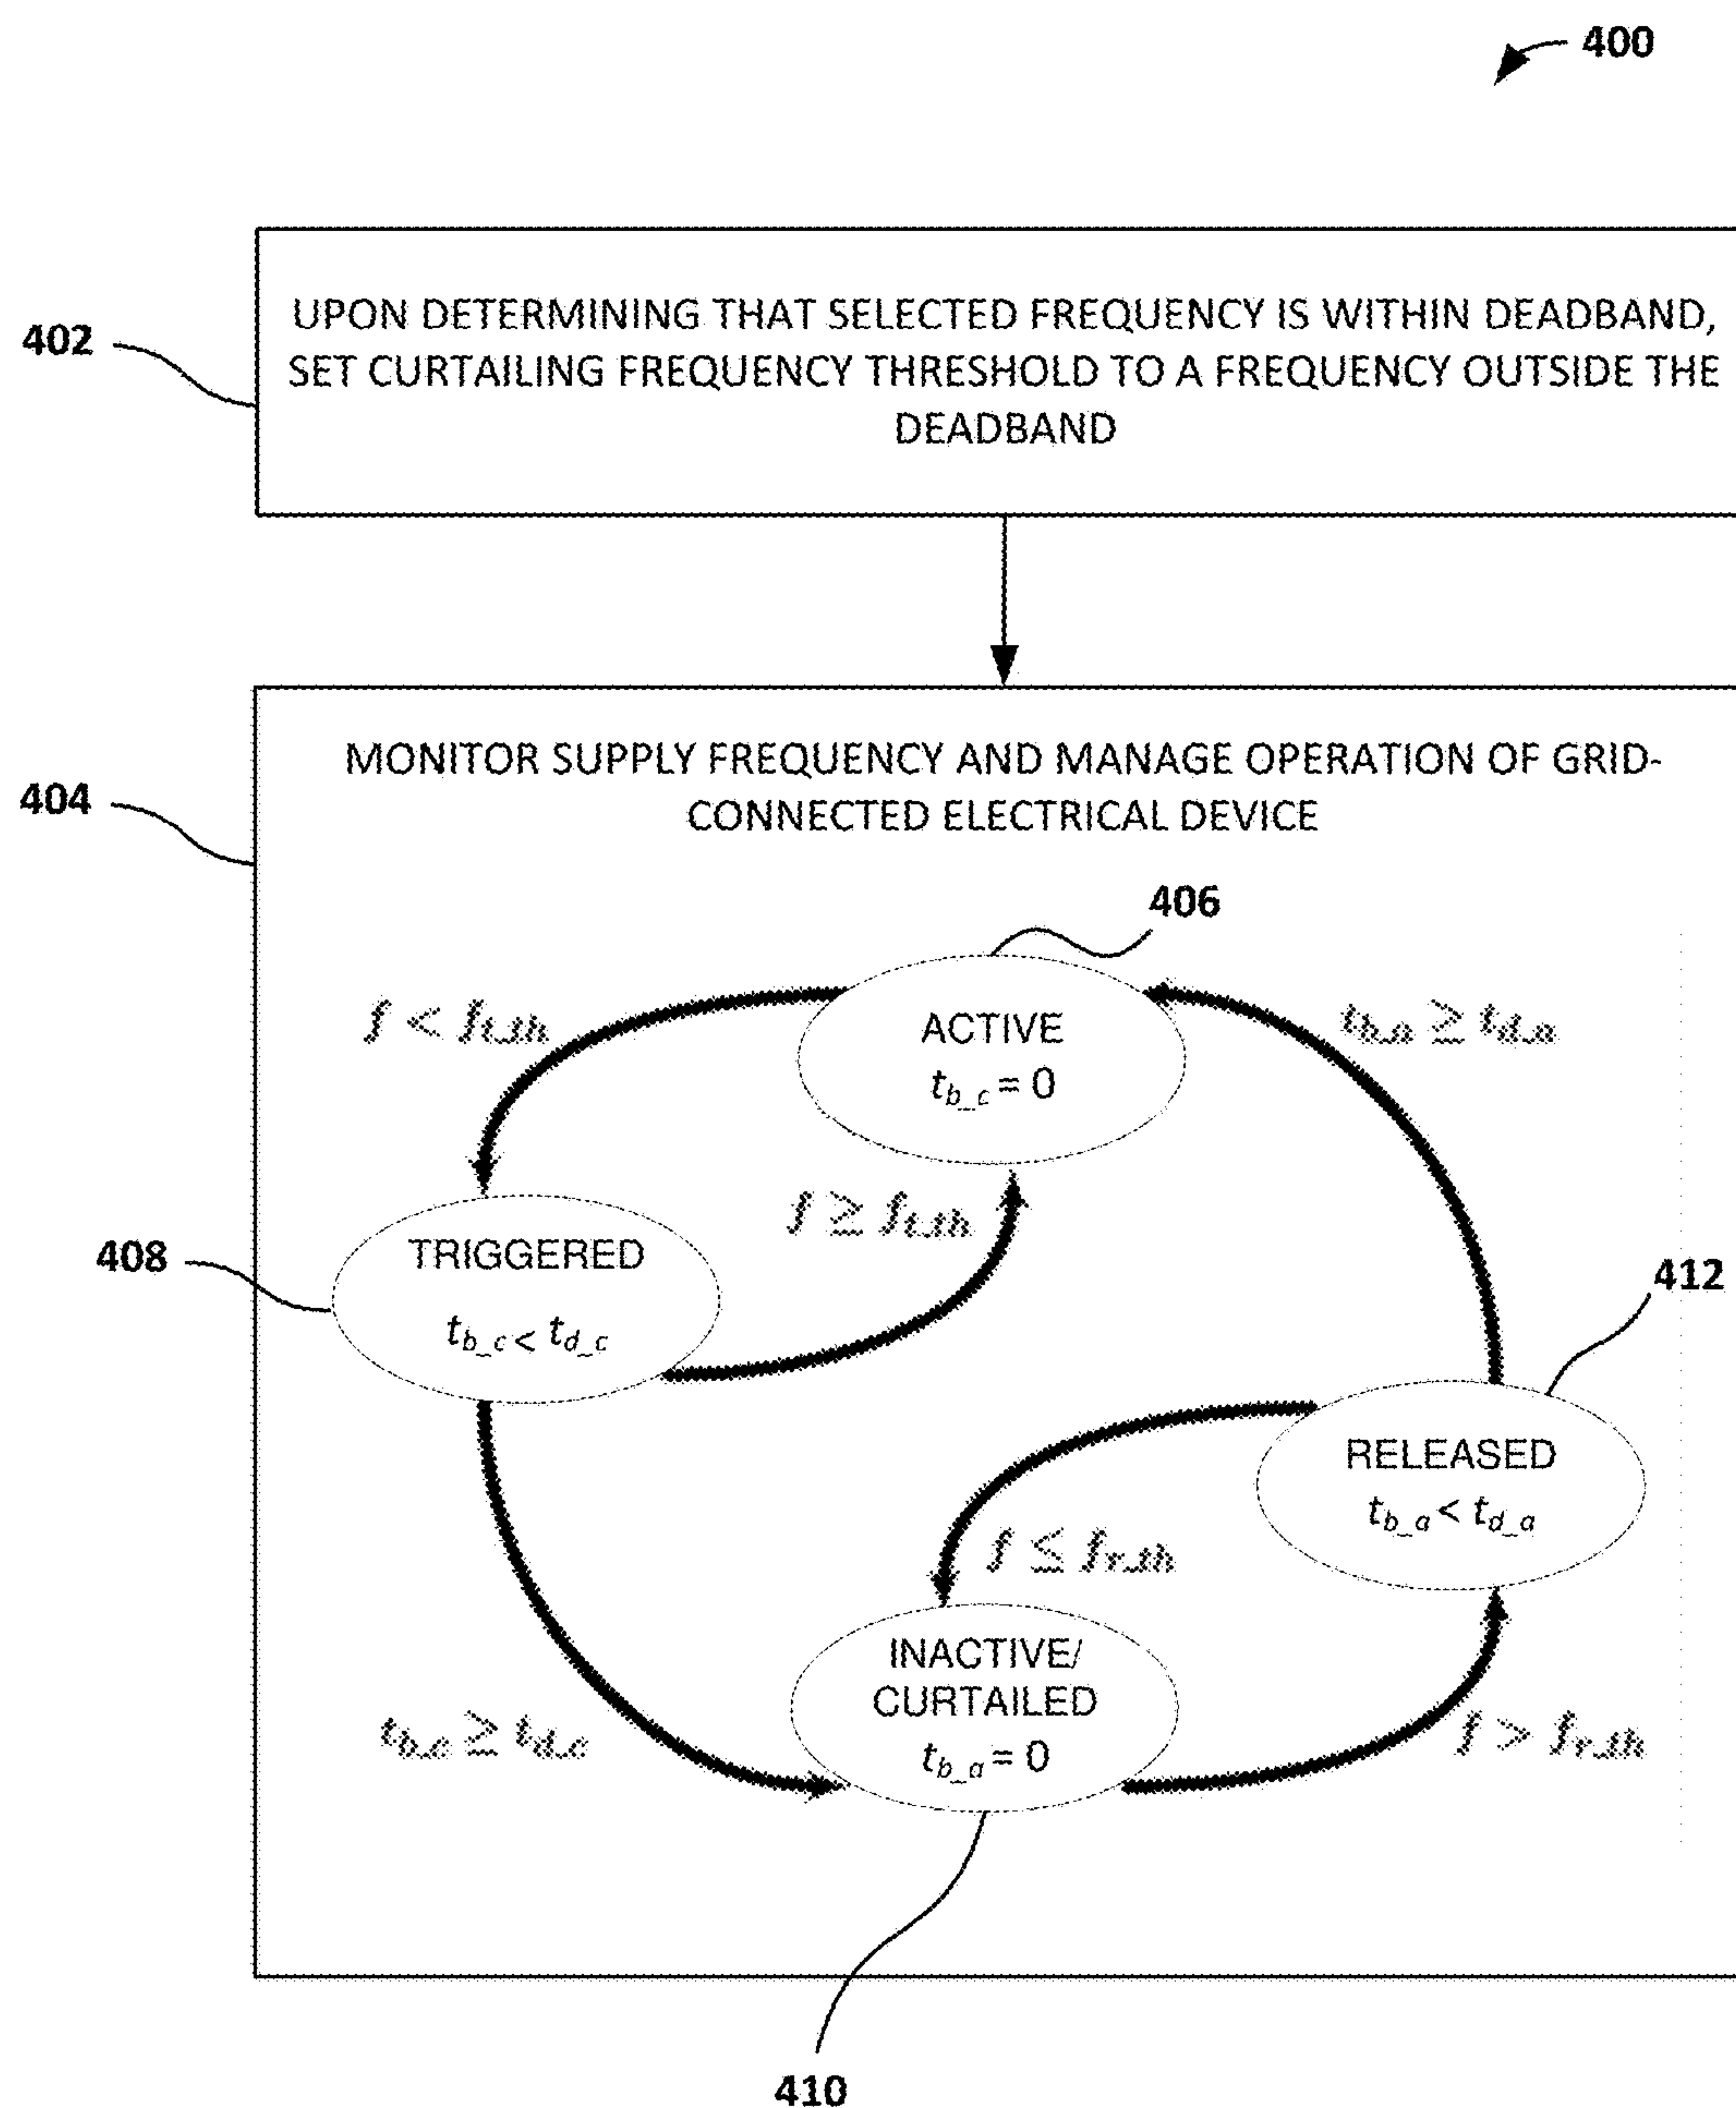 400
402
UPON DETERMINING THAT SELECTED FREQUENCY IS WITHIN DEADBAND,
SET CURTAILING FREQUENCY THRESHOLD TO A FREQUENCY OUTSIDE THE
DEADBAND
404
MONITOR SUPPLY FREQUENCY AND MANAGE OPERATION OF GRID-
CONNECTED ELECTRICAL DEVICE
406
f < f_t_th
ACTIVE
t_b_c = 0
t_b_a ≥ t_d_a
f ≥ f_t_th
408
TRIGGERED
t_b_c < t_d_c
412
RELEASED
t_b_a < t_d_a
f ≤ f_r_th
INACTIVE/
CURTAILED
t_b_a = 0
t_b_c ≥ t_d_c
f > f_r_th
410